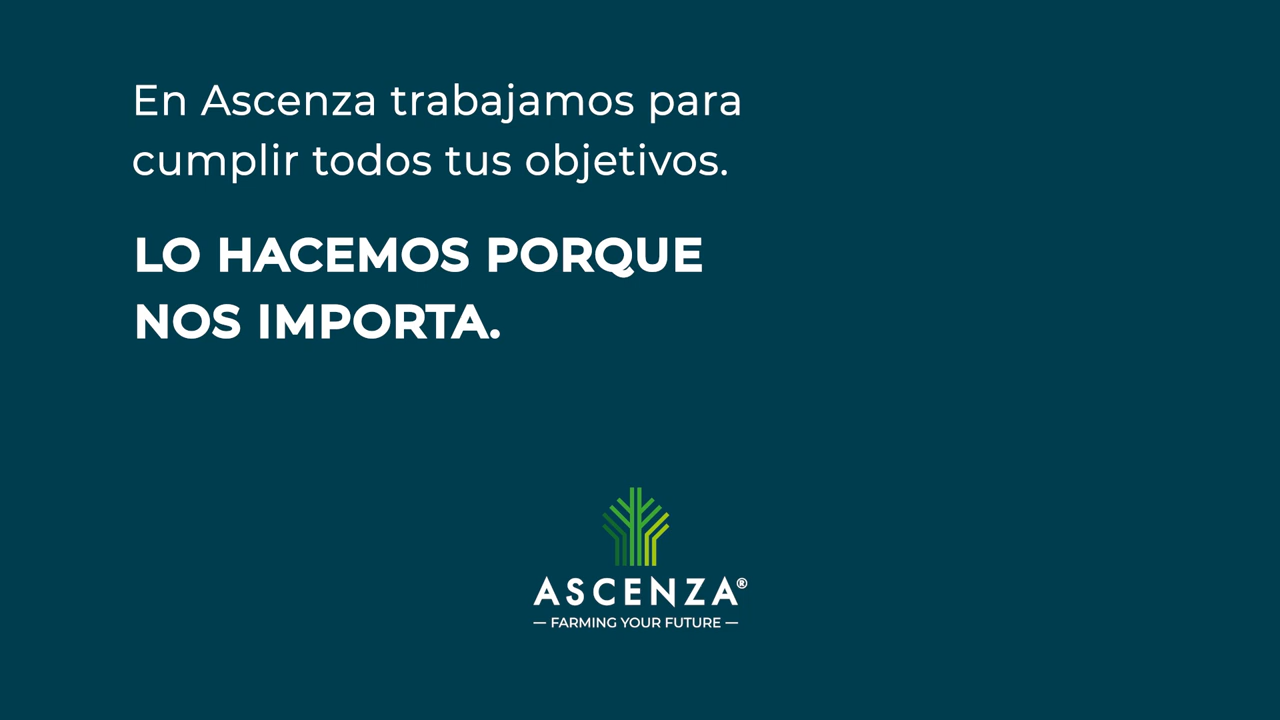 En Ascenza trabajamos para
cumplir todos tus objetivos.
LO HACEMOS PORQUE
NOS IMPORTA.
ASCENZA®
— FARMING YOUR FUTURE —